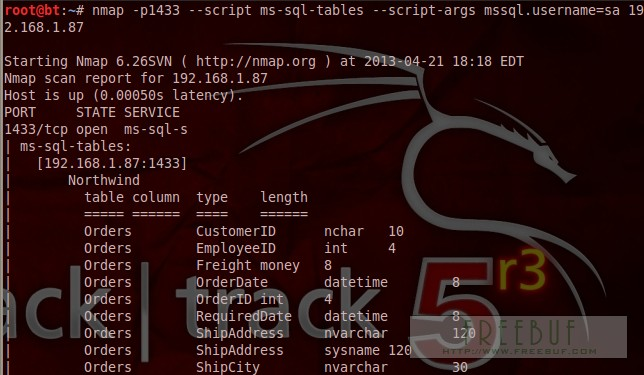 root@bt:~# nmap -p1433 --script ms-sql-tables --script-args mssql.username=sa 19
2.168.1.87
Starting Nmap 6.26SVN ( http://nmap.org ) at 2013-04-21 18:18 EDT
Nmap scan report for 192.168.1.87
Host is up (0.00050s latency).
PORT     STATE SERVICE
1433/tcp open  ms-sql-s
| ms-sql-tables:
|   [192.168.1.87:1433]
|       Northwind
|         table column  type    length
|         ===== ======  ====    ======
|         Orders        CustomerID      nchar   10
|         Orders        EmployeeID      int     4
|         Orders        Freight money   8
|         Orders        OrderDate       datetime        8
|         Orders        OrderID int     4
|         Orders        RequiredDate    datetime        8
|         Orders        ShipAddress     nvarchar        120
|         Orders        ShipAddress     sysname 120
|         Orders        ShipCity        nvarchar        30
ack|track 5 r3
FREEBUF
HTTP://WWW.FREEBUF.COM